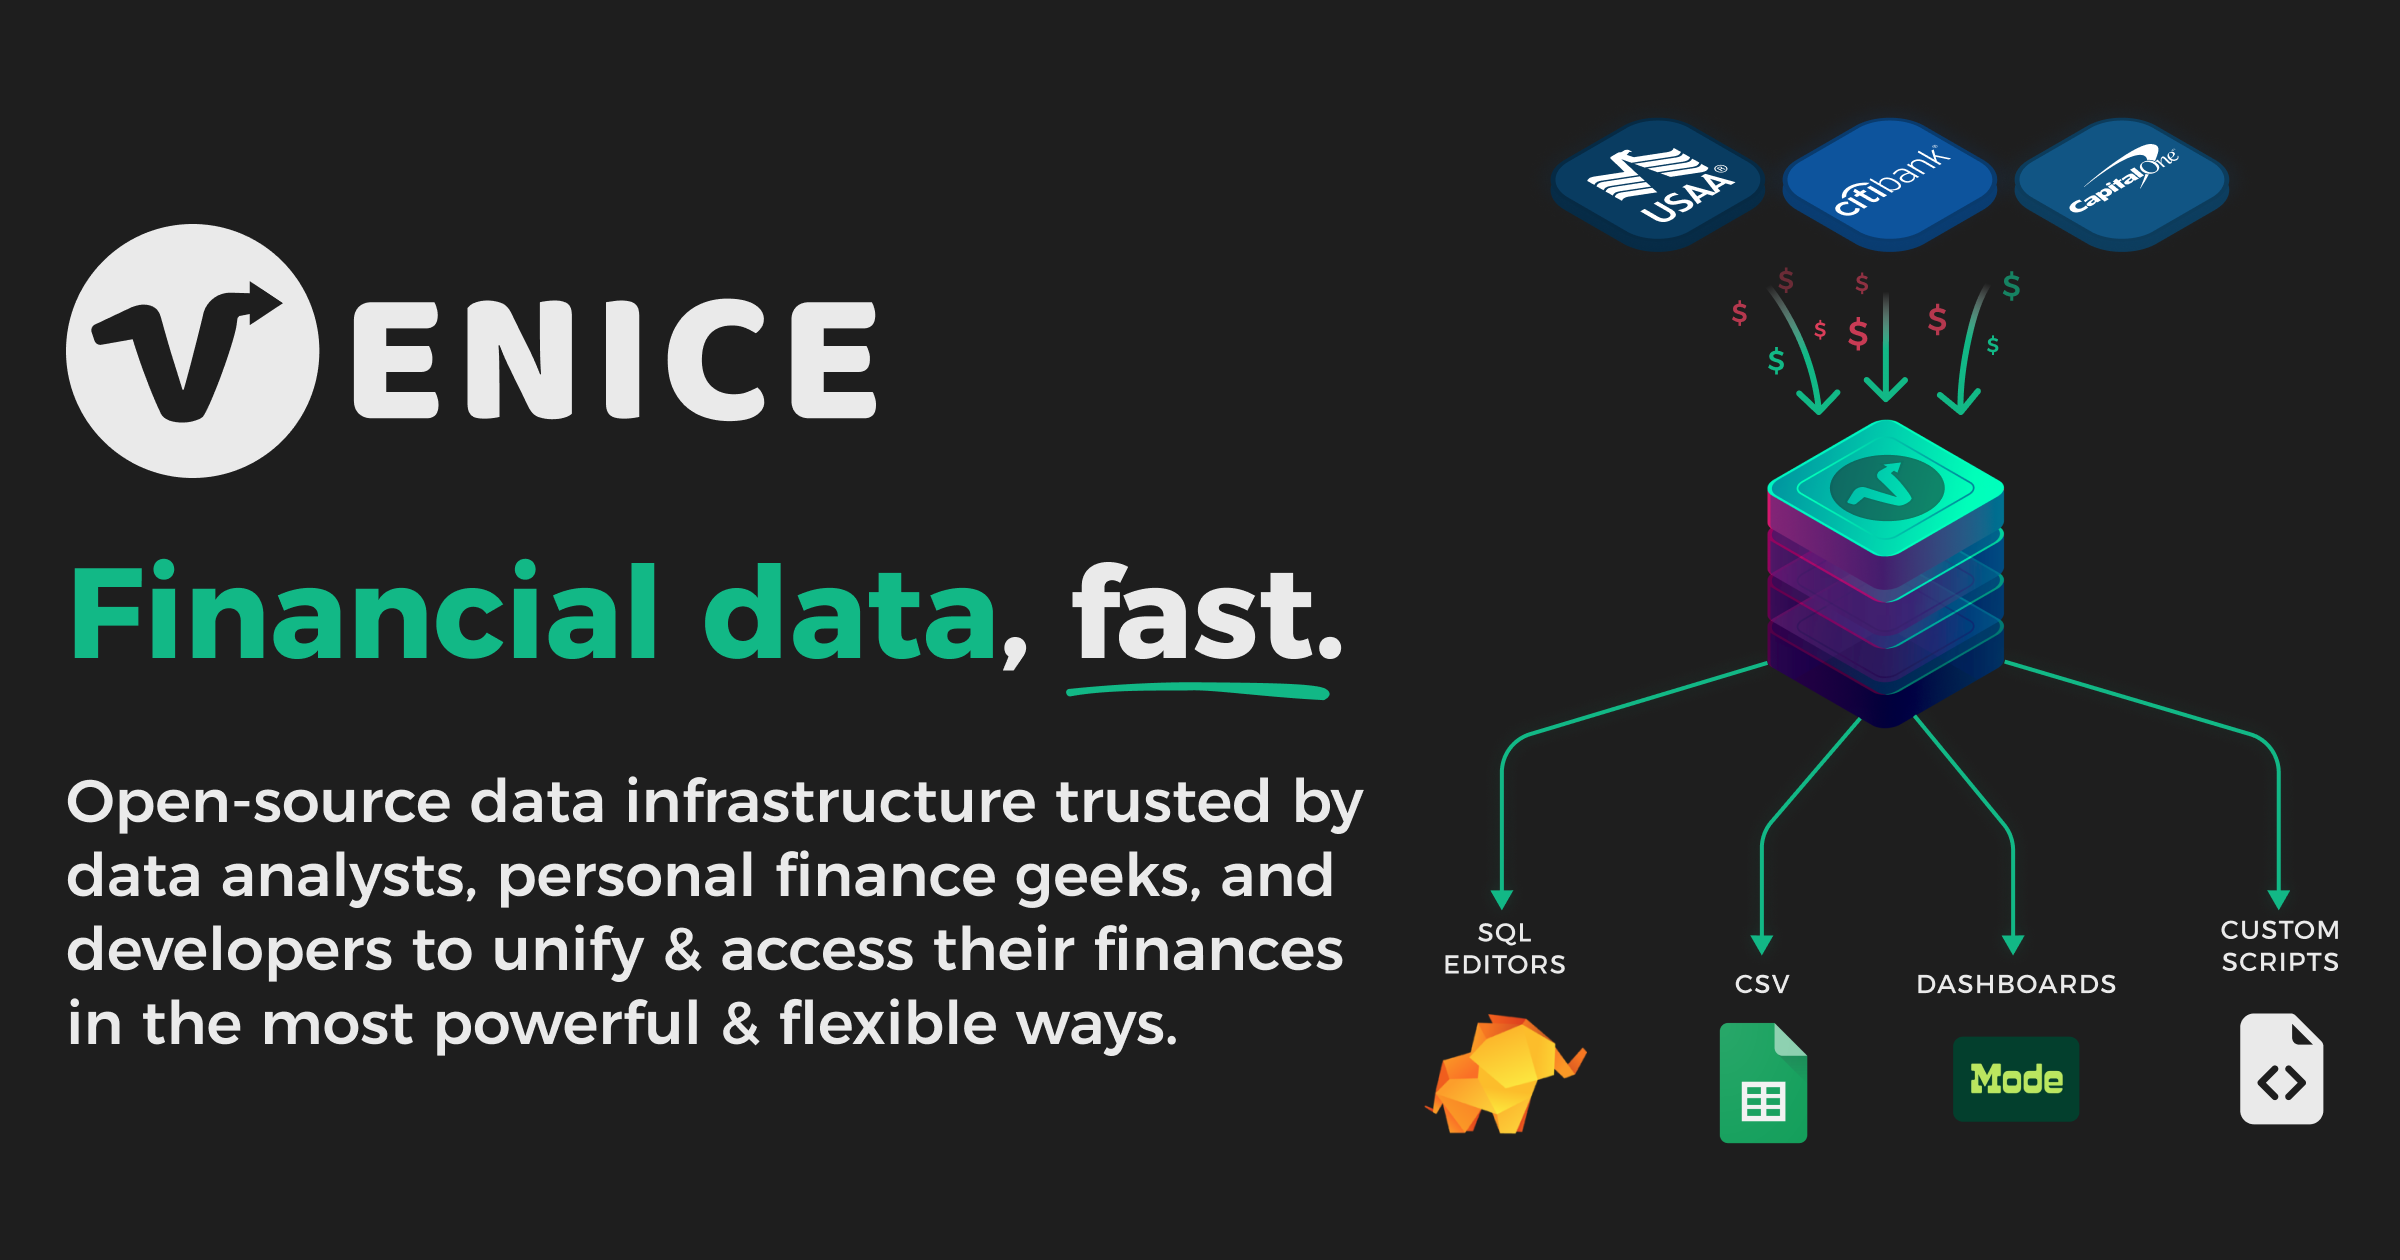 VENICE
Financial data, fast.
Open-source data infrastructure trusted by
data analysts, personal finance geeks, and
developers to unify & access their finances
in the most powerful & flexible ways.
USAA®
citibank®
CapitalOne™
$ $ $ $ $ $ $ $ $
SQL
EDITORS
CSV
DASHBOARDS
CUSTOM
SCRIPTS
Mode
<>